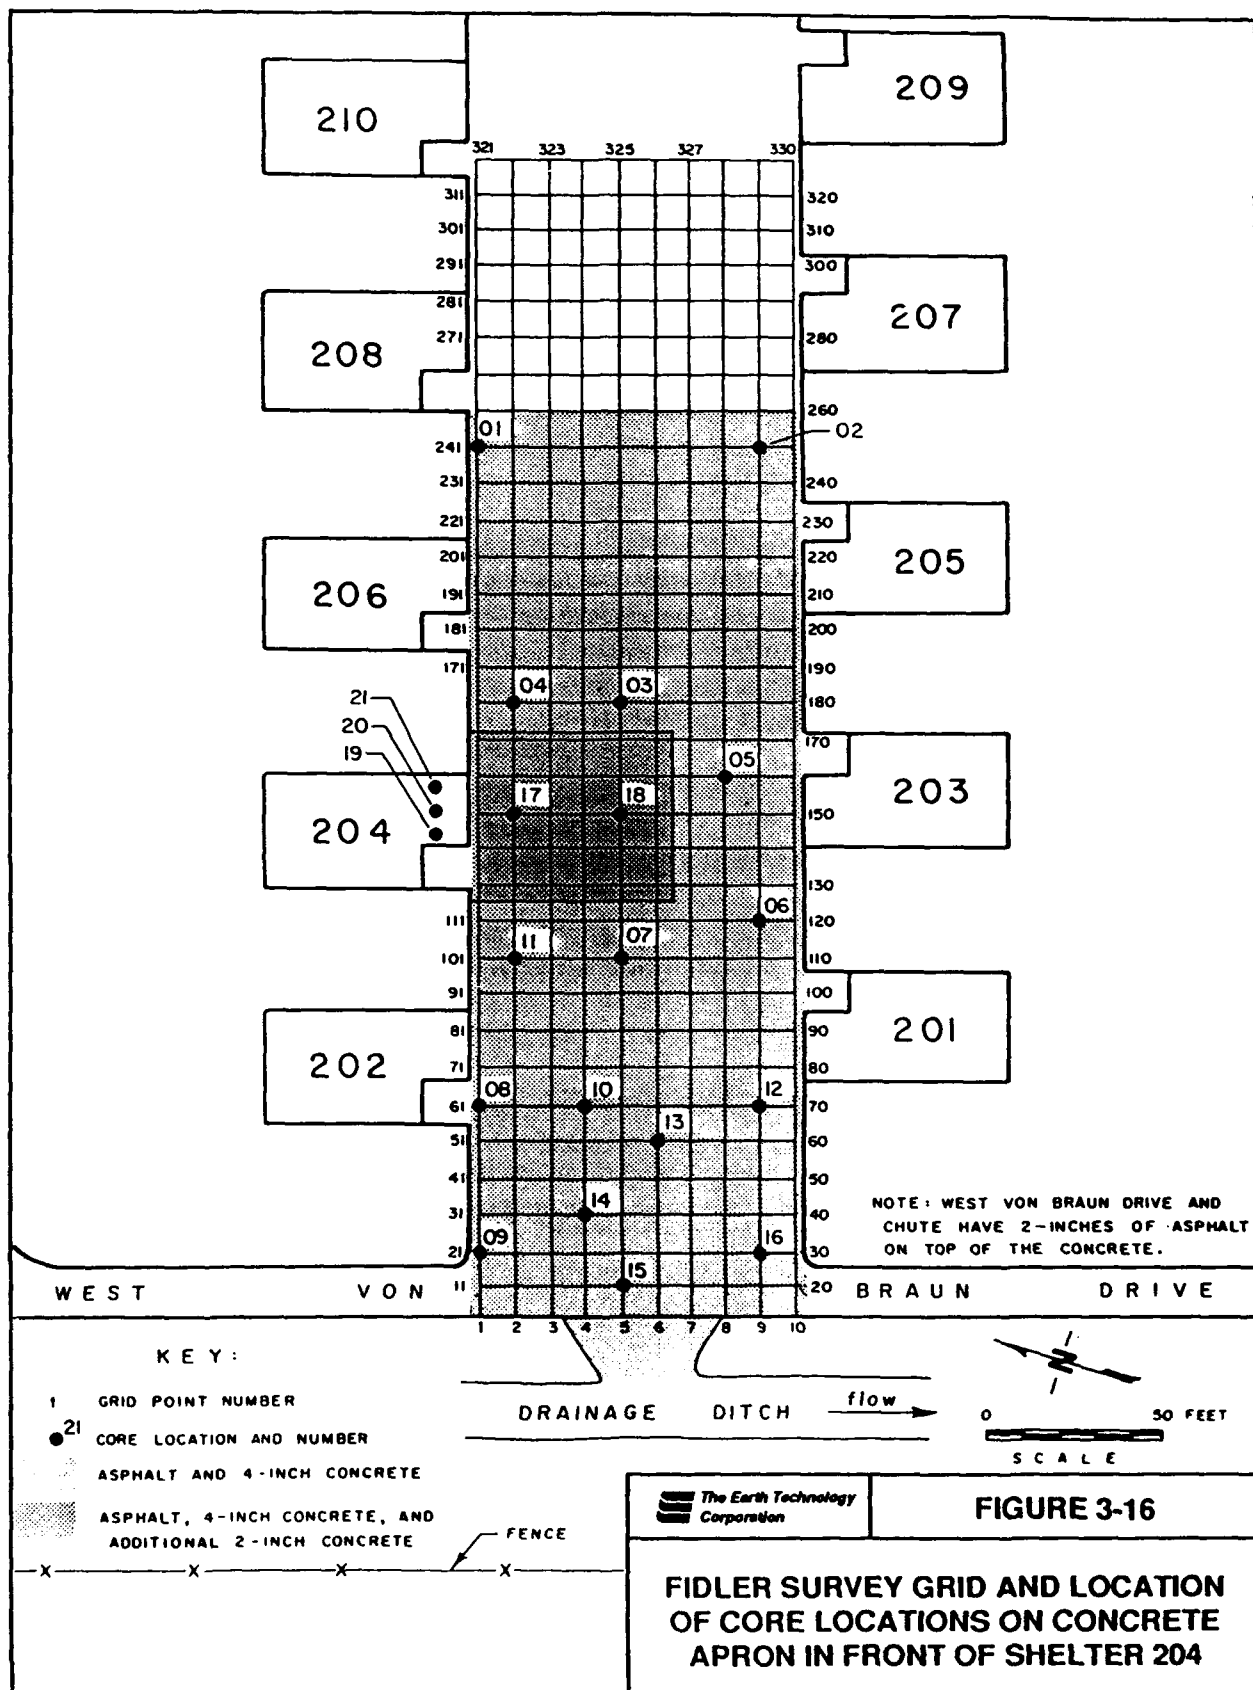 209
210
321 323 325 327 330
311 320
301 310
291 300
281
207
271 280
208
260
01 02
241
231 240
221 230
201 220
205
206
191 210
181 200
171 190
04 03
180
21
20
19
170
05
17 18
203
150
204
130
06
111 120
11 07
101 110
91 100
81 90
201
202
71 80
08 10 12
61 70
13
51 60
41 50
14
31 40
NOTE: WEST VON BRAUN DRIVE AND
CHUTE HAVE 2-INCHES OF ASPHALT
ON TOP OF THE CONCRETE.
09 16
21 30
15
11 20
WEST VON BRAUN DRIVE
1 2 3 4 5 6 7 8 9 10
KEY:
1 GRID POINT NUMBER
21 CORE LOCATION AND NUMBER
ASPHALT AND 4-INCH CONCRETE
ASPHALT, 4-INCH CONCRETE, AND
ADDITIONAL 2-INCH CONCRETE
FENCE
X X X X
DRAINAGE DITCH flow
N
0 50 FEET
SCALE
The Earth Technology
Corporation
FIGURE 3-16
FIDLER SURVEY GRID AND LOCATION
OF CORE LOCATIONS ON CONCRETE
APRON IN FRONT OF SHELTER 204